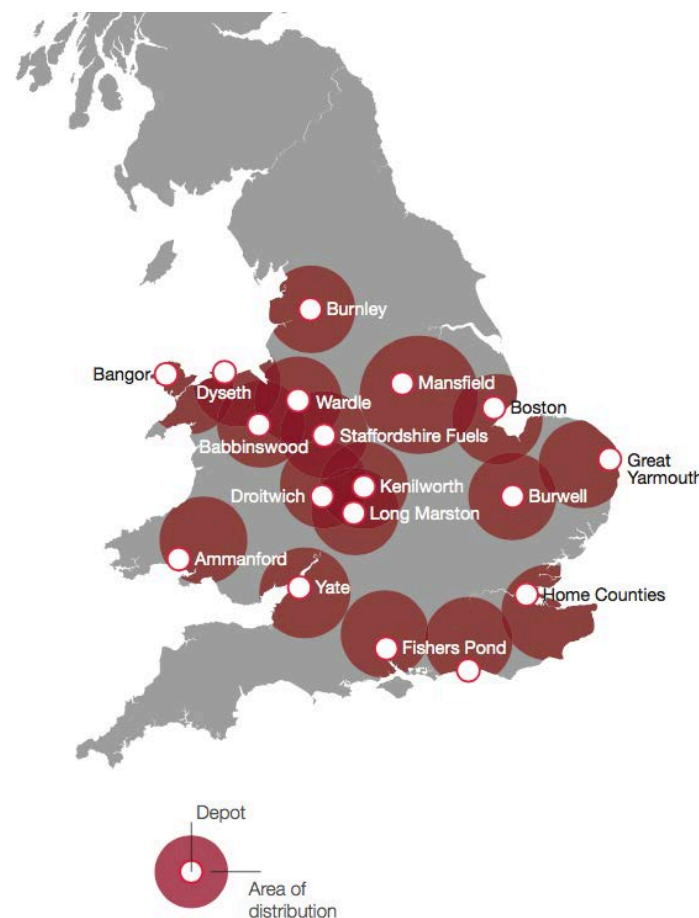 Burnley
Bangor
Dyseth
Wardle
Mansfield
Boston
Babbinswood
Staffordshire Fuels
Great
Yarmouth
Droitwich
Kenilworth
Burwell
Long Marston
Ammanford
Yate
Home Counties
Fishers Pond
Depot
Area of
distribution